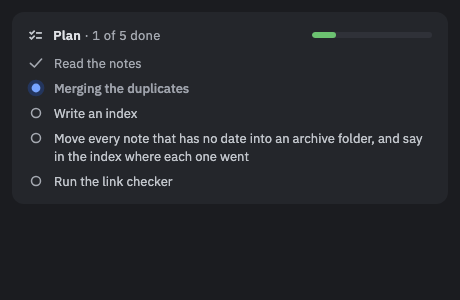 Plan · 1 of 5 done
Read the notes
Merging the duplicates
Write an index
Move every note that has no date into an archive folder, and say
in the index where each one went
Run the link checker